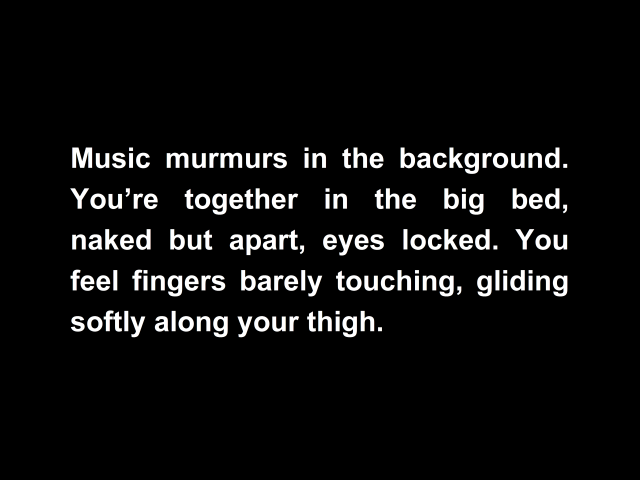 Music murmurs in the background.
You’re together in the big bed,
naked but apart, eyes locked. You
feel fingers barely touching, gliding
softly along your thigh.